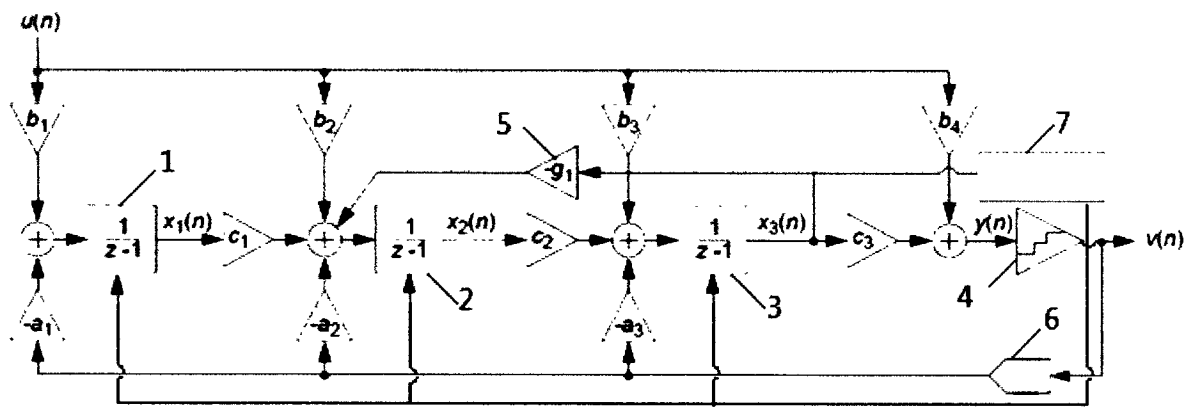 u(n)
b₁
b₂
b₃
b₄
5
7
-g₁
1
1
z-1
x₁(n)
c₁
1
z-1
x₂(n)
c₂
1
z-1
x₃(n)
c₃
y(n)
v(n)
2
3
4
-a₁
-a₂
-a₃
6